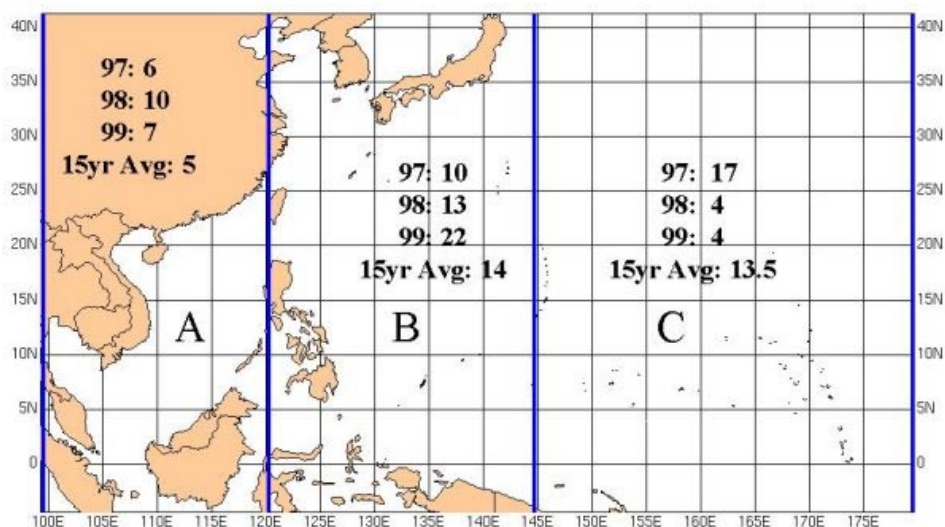 40N 40N
97: 6
35N 35N
98: 10
99: 7
30N 30N
15yr Avg: 5
97: 10 97: 17
25N 25N
98: 13 98: 4
99: 22 99: 4
20N 20N
15yr Avg: 14 15yr Avg: 13.5
15N 15N
A B C
10N 10N
5N 5N
0 0
100E 105E 110E 115E 120E 125E 130E 135E 140E 145E 150E 155E 160E 165E 170E 175E